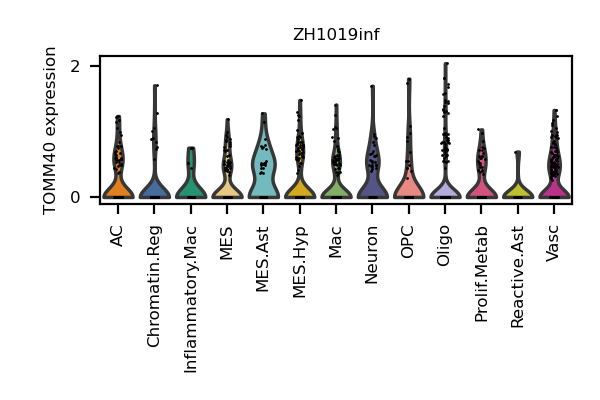 ZH1019inf
TOMM40 expression
2
0
AC
Chromatin.Reg
Inflammatory.Mac
MES
MES.Ast
MES.Hyp
Mac
Neuron
OPC
Oligo
Prolif.Metab
Reactive.Ast
Vasc